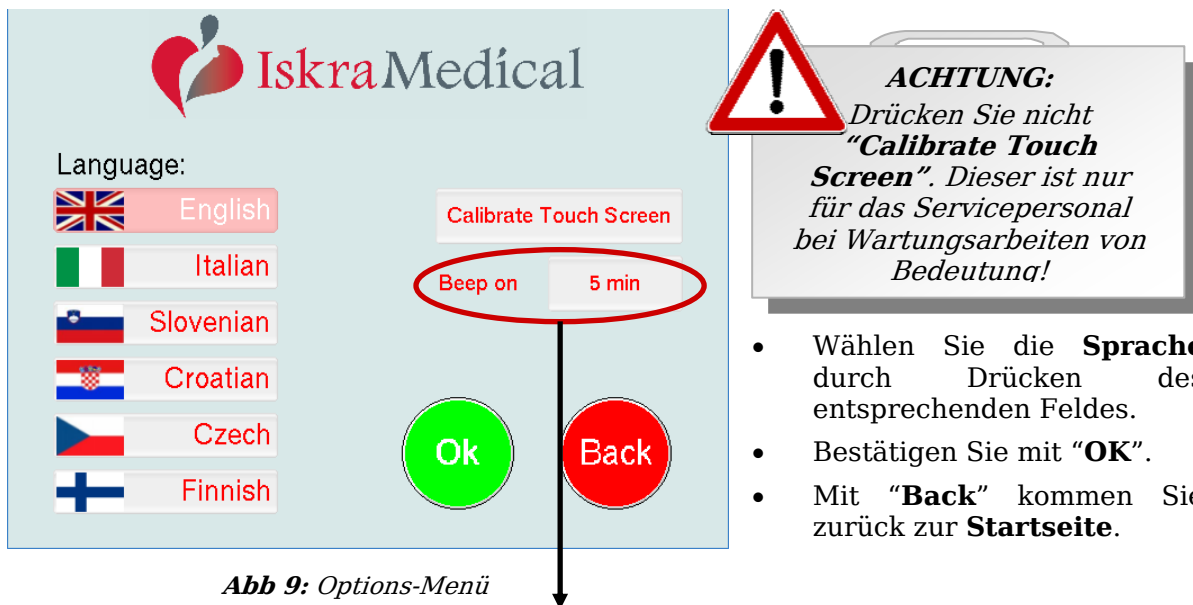 Iskra Medical
Language:
English
Italian
Slovenian
Croatian
Czech
Finnish
Calibrate Touch Screen
Beep on 5 min
Ok Back
ACHTUNG:
Drücken Sie nicht
“Calibrate Touch
Screen”. Dieser ist nur
für das Servicepersonal
bei Wartungsarbeiten von
Bedeutung!
• Wählen Sie die Sprache
durch Drücken des
entsprechenden Feldes.
• Bestätigen Sie mit “OK”.
• Mit “Back” kommen Sie
zurück zur Startseite.
Abb 9: Options-Menü